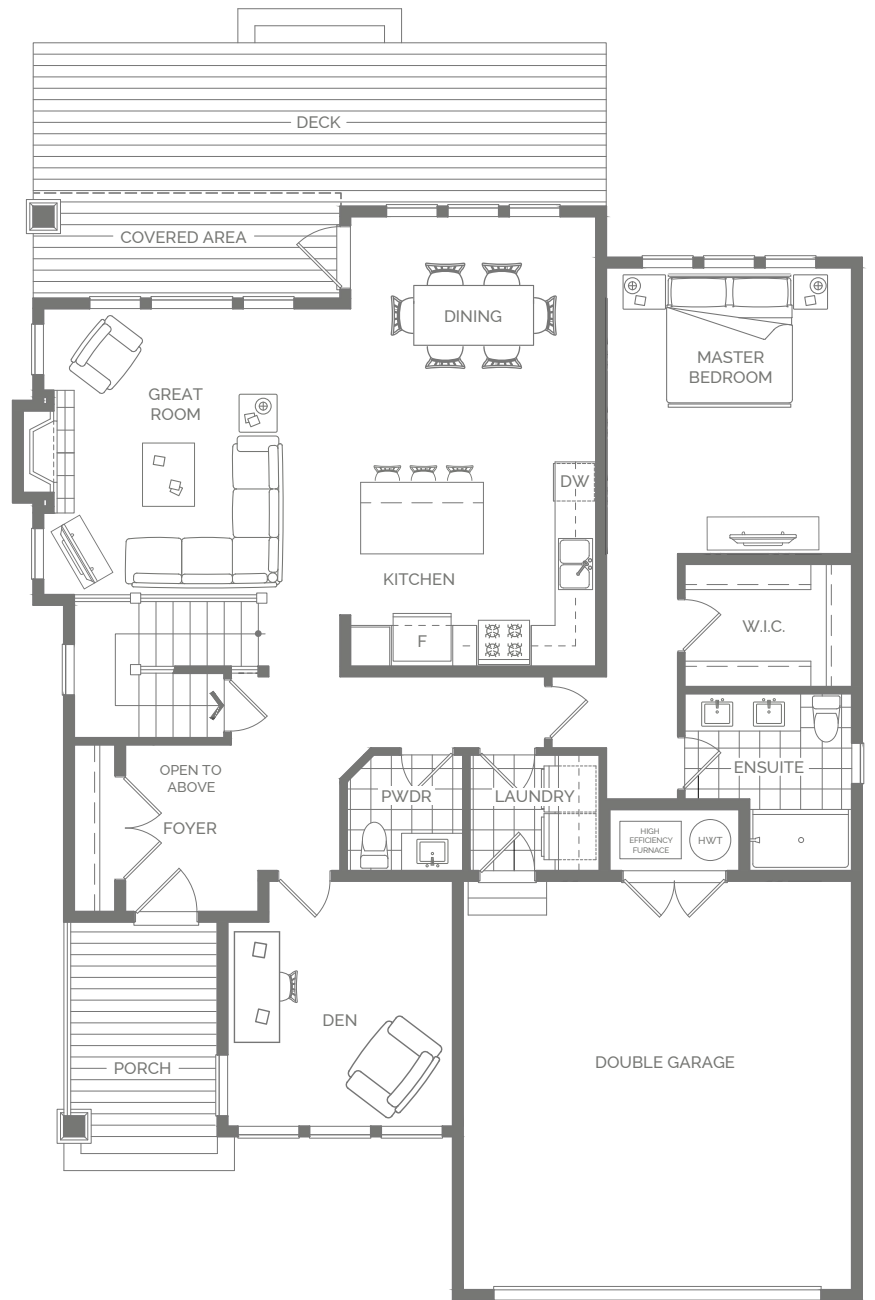 DECK
COVERED AREA
DINING
MASTER
BEDROOM
GREAT
ROOM
DW
KITCHEN
F
W.I.C.
OPEN TO
ABOVE
FOYER
PWDR
LAUNDRY
ENSUITE
HIGH
EFFICIENCY
FURNACE
HWT
DEN
PORCH
DOUBLE GARAGE